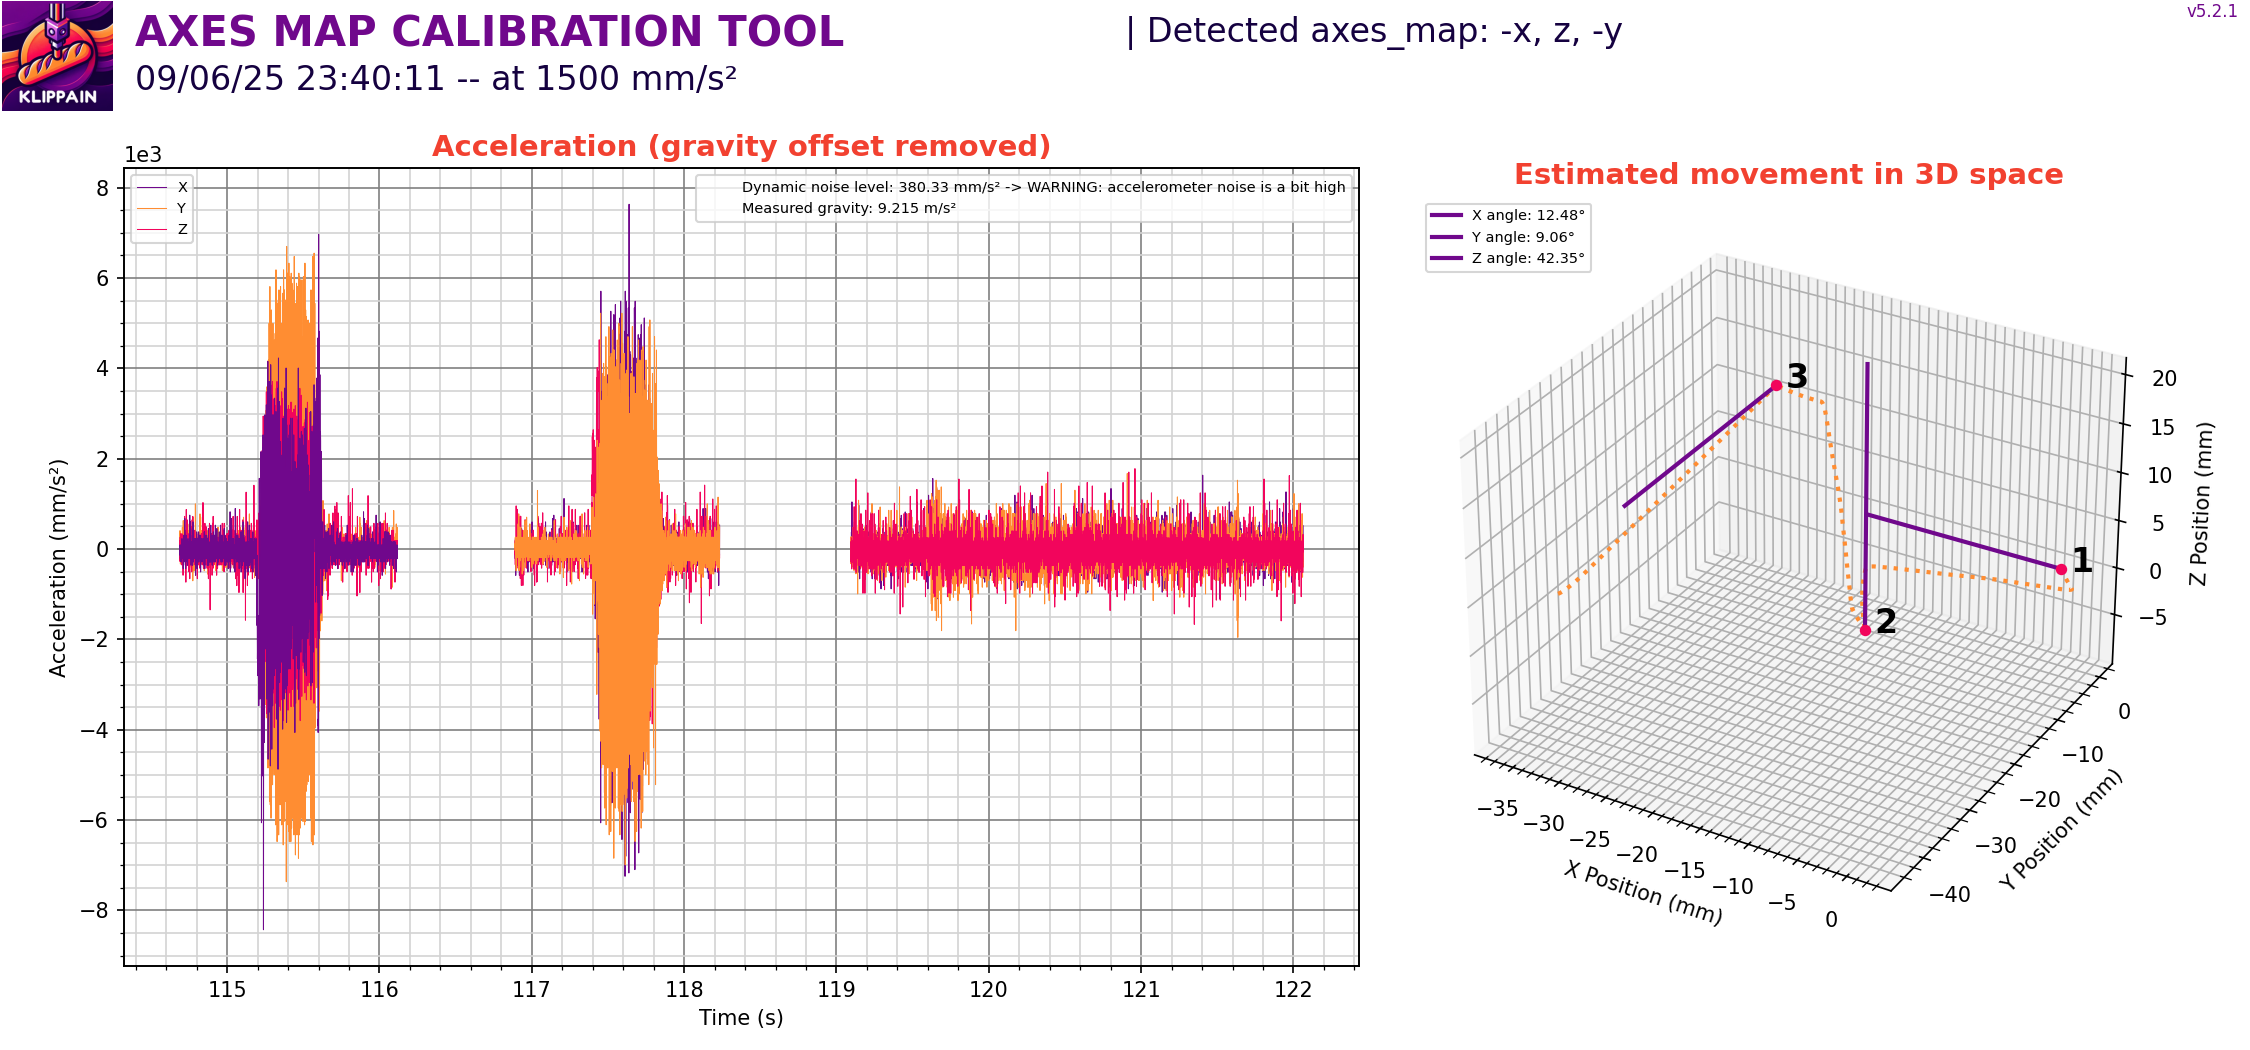 KLIPPAIN
AXES MAP CALIBRATION TOOL
| Detected axes_map: -x, z, -y
v5.2.1
09/06/25 23:40:11 -- at 1500 mm/s²
Acceleration (gravity offset removed)
1e3
X
Y
Z
Dynamic noise level: 380.33 mm/s² -> WARNING: accelerometer noise is a bit high
Measured gravity: 9.215 m/s²
8
6
4
2
0
−2
−4
−6
−8
Acceleration (mm/s²)
115
116
117
118
119
120
121
122
Time (s)
Estimated movement in 3D space
X angle: 12.48°
Y angle: 9.06°
Z angle: 42.35°
3
1
2
20
15
10
5
0
−5
Z Position (mm)
0
−10
−20
−30
−40
Y Position (mm)
−35
−30
−25
−20
−15
−10
−5
0
X Position (mm)